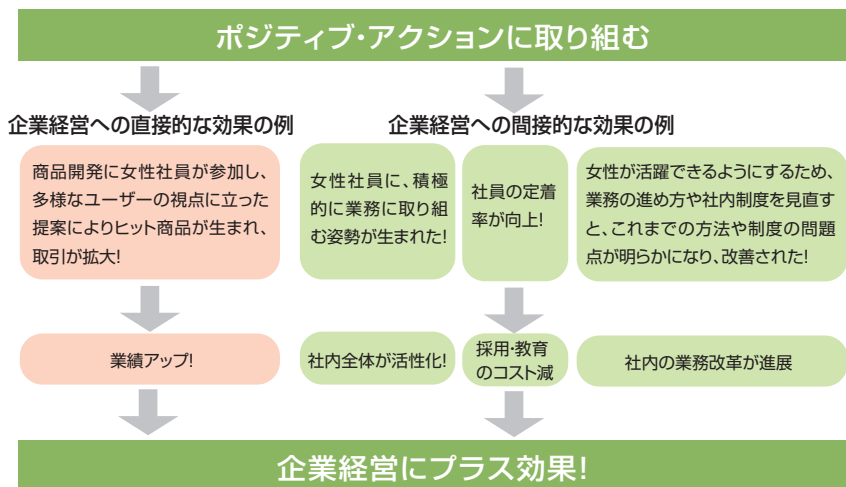 ポジティブ・アクションに取り組む
企業経営への直接的な効果の例
企業経営への間接的な効果の例
商品開発に女性社員が参加し、
多様なユーザーの視点に立った
提案によりヒット商品が生まれ、
取引が拡大!
女性社員に、積極
的に業務に取り組
む姿勢が生まれた!
社員の定着
率が向上!
女性が活躍できるようにするため、
業務の進め方や社内制度を見直す
と、これまでの方法や制度の問題
点が明らかになり、改善された!
業績アップ!
社内全体が活性化!
採用・教育
のコスト減
社内の業務改革が進展
企業経営にプラス効果!